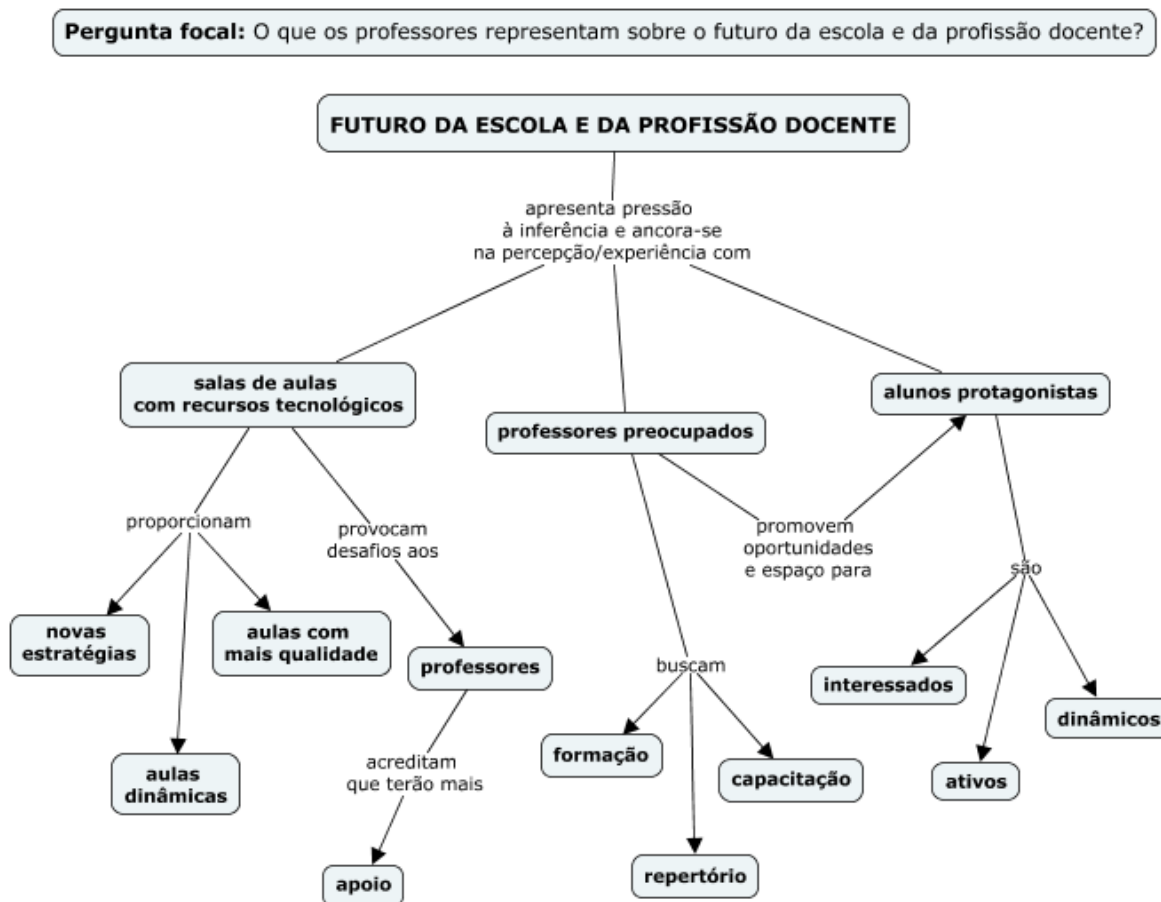 Pergunta focal: O que os professores representam sobre o futuro da escola e da profissão docente?
FUTURO DA ESCOLA E DA PROFISSÃO DOCENTE
apresenta pressão
à inferência e ancora-se
na percepção/experiência com
salas de aulas
com recursos tecnológicos
professores preocupados
alunos protagonistas
proporcionam
provocam
desafios aos
promovem
oportunidades
e espaço para
são
novas
estratégias
aulas com
mais qualidade
professores
buscam
interessados
dinâmicos
aulas
dinâmicas
acreditam
que terão mais
formação
capacitação
ativos
apoio
repertório